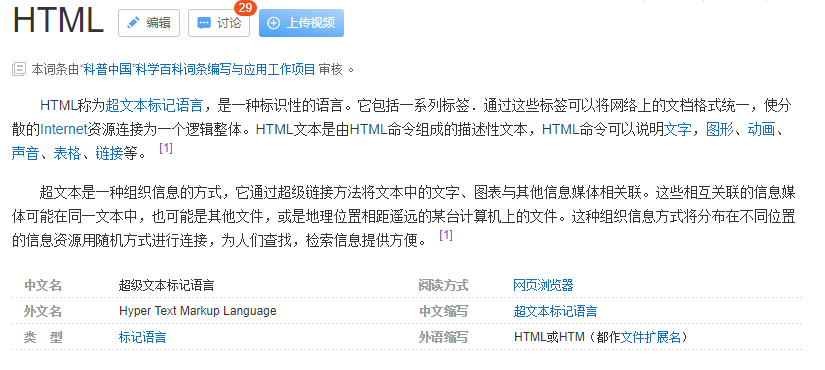 HTML 编辑 讨论 29 上传视频
本词条由“科普中国”科学百科词条编写与应用工作项目 审核 。
HTML称为超文本标记语言，是一种标识性的语言。它包括一系列标签．通过这些标签可以将网络上的文档格式统一，使分
散的Internet资源连接为一个逻辑整体。HTML文本是由HTML命令组成的描述性文本，HTML命令可以说明文字，图形、动画、
声音、表格、链接等。 [1]
超文本是一种组织信息的方式，它通过超级链接方法将文本中的文字、图表与其他信息媒体相关联。这些相互关联的信息媒
体可能在同一文本中，也可能是其他文件，或是地理位置相距遥远的某台计算机上的文件。这种组织信息方式将分布在不同位置
的信息资源用随机方式进行连接，为人们查找，检索信息提供方便。 [1]
中文名 超级文本标记语言 阅读方式 网页浏览器
外文名 Hyper Text Markup Language 中文缩写 超文本标记语言
类 型 标记语言 外语缩写 HTML或HTM（都作文件扩展名）